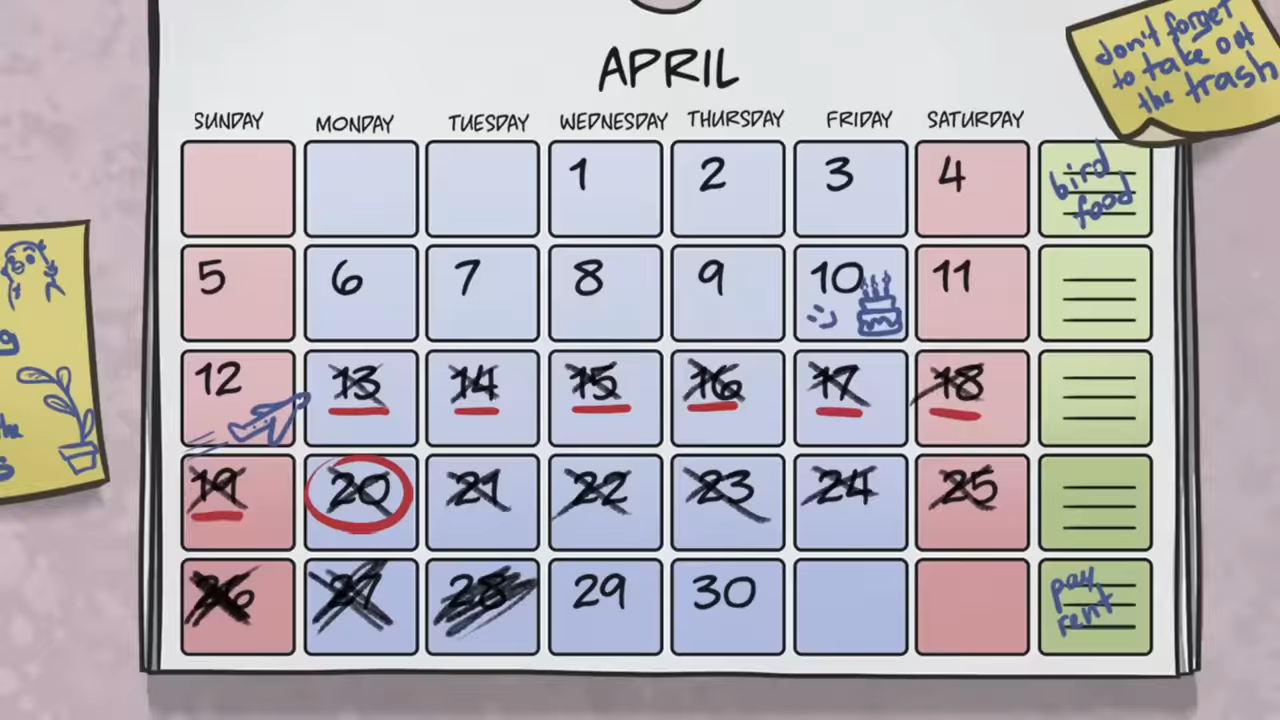 APRIL
don't forget
to take out
the trash
SUNDAY MONDAY TUESDAY WEDNESDAY THURSDAY FRIDAY SATURDAY
1 2 3 4
bird
food
5 6 7 8 9 10 11
12 13 14 15 16 17 18
19 20 21 22 23 24 25
26 27 28 29 30
pay
rent
the